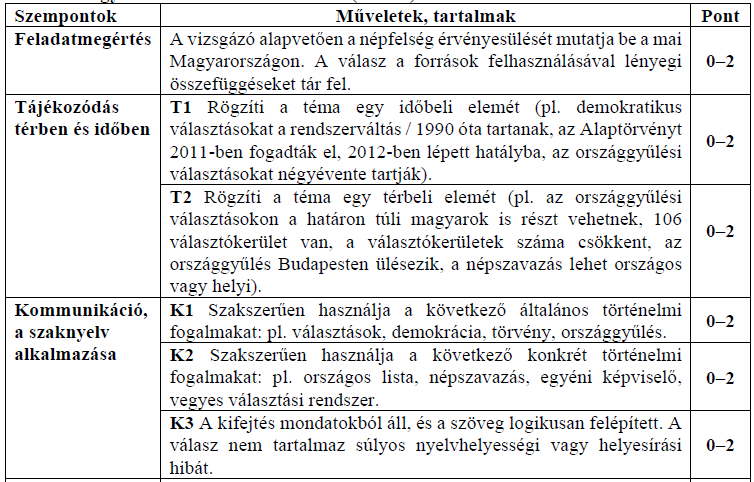 Szempontok Műveletek, tartalmak Pont
Feladatmegértés A vizsgázó alapvetően a népfelség érvényesülését mutatja be a mai
Magyarországon. A válasz a források felhasználásával lényegi
összefüggéseket tár fel.
0–2
Tájékozódás
térben és időben
T1 Rögzíti a téma egy időbeli elemét (pl. demokratikus
választásokat a rendszerváltás / 1990 óta tartanak, az Alaptörvényt
2011-ben fogadták el, 2012-ben lépett hatályba, az országgyűlési
választásokat négyévente tartják).
0–2
T2 Rögzíti a téma egy térbeli elemét (pl. az országgyűlési
választásokon a határon túli magyarok is részt vehetnek, 106
választókerület van, a választókerületek száma csökkent, az
országgyűlés Budapesten ülésezik, a népszavazás lehet országos
vagy helyi).
0–2
Kommunikáció,
a szaknyelv
alkalmazása
K1 Szakszerűen használja a következő általános történelmi
fogalmakat: pl. választások, demokrácia, törvény, országgyűlés.
0–2
K2 Szakszerűen használja a következő konkrét történelmi
fogalmakat: pl. országos lista, népszavazás, egyéni képviselő,
vegyes választási rendszer.
0–2
K3 A kifejtés mondatokból áll, és a szöveg logikusan felépített. A
válasz nem tartalmaz súlyos nyelvhelyességi vagy helyesírási
hibát.
0–2